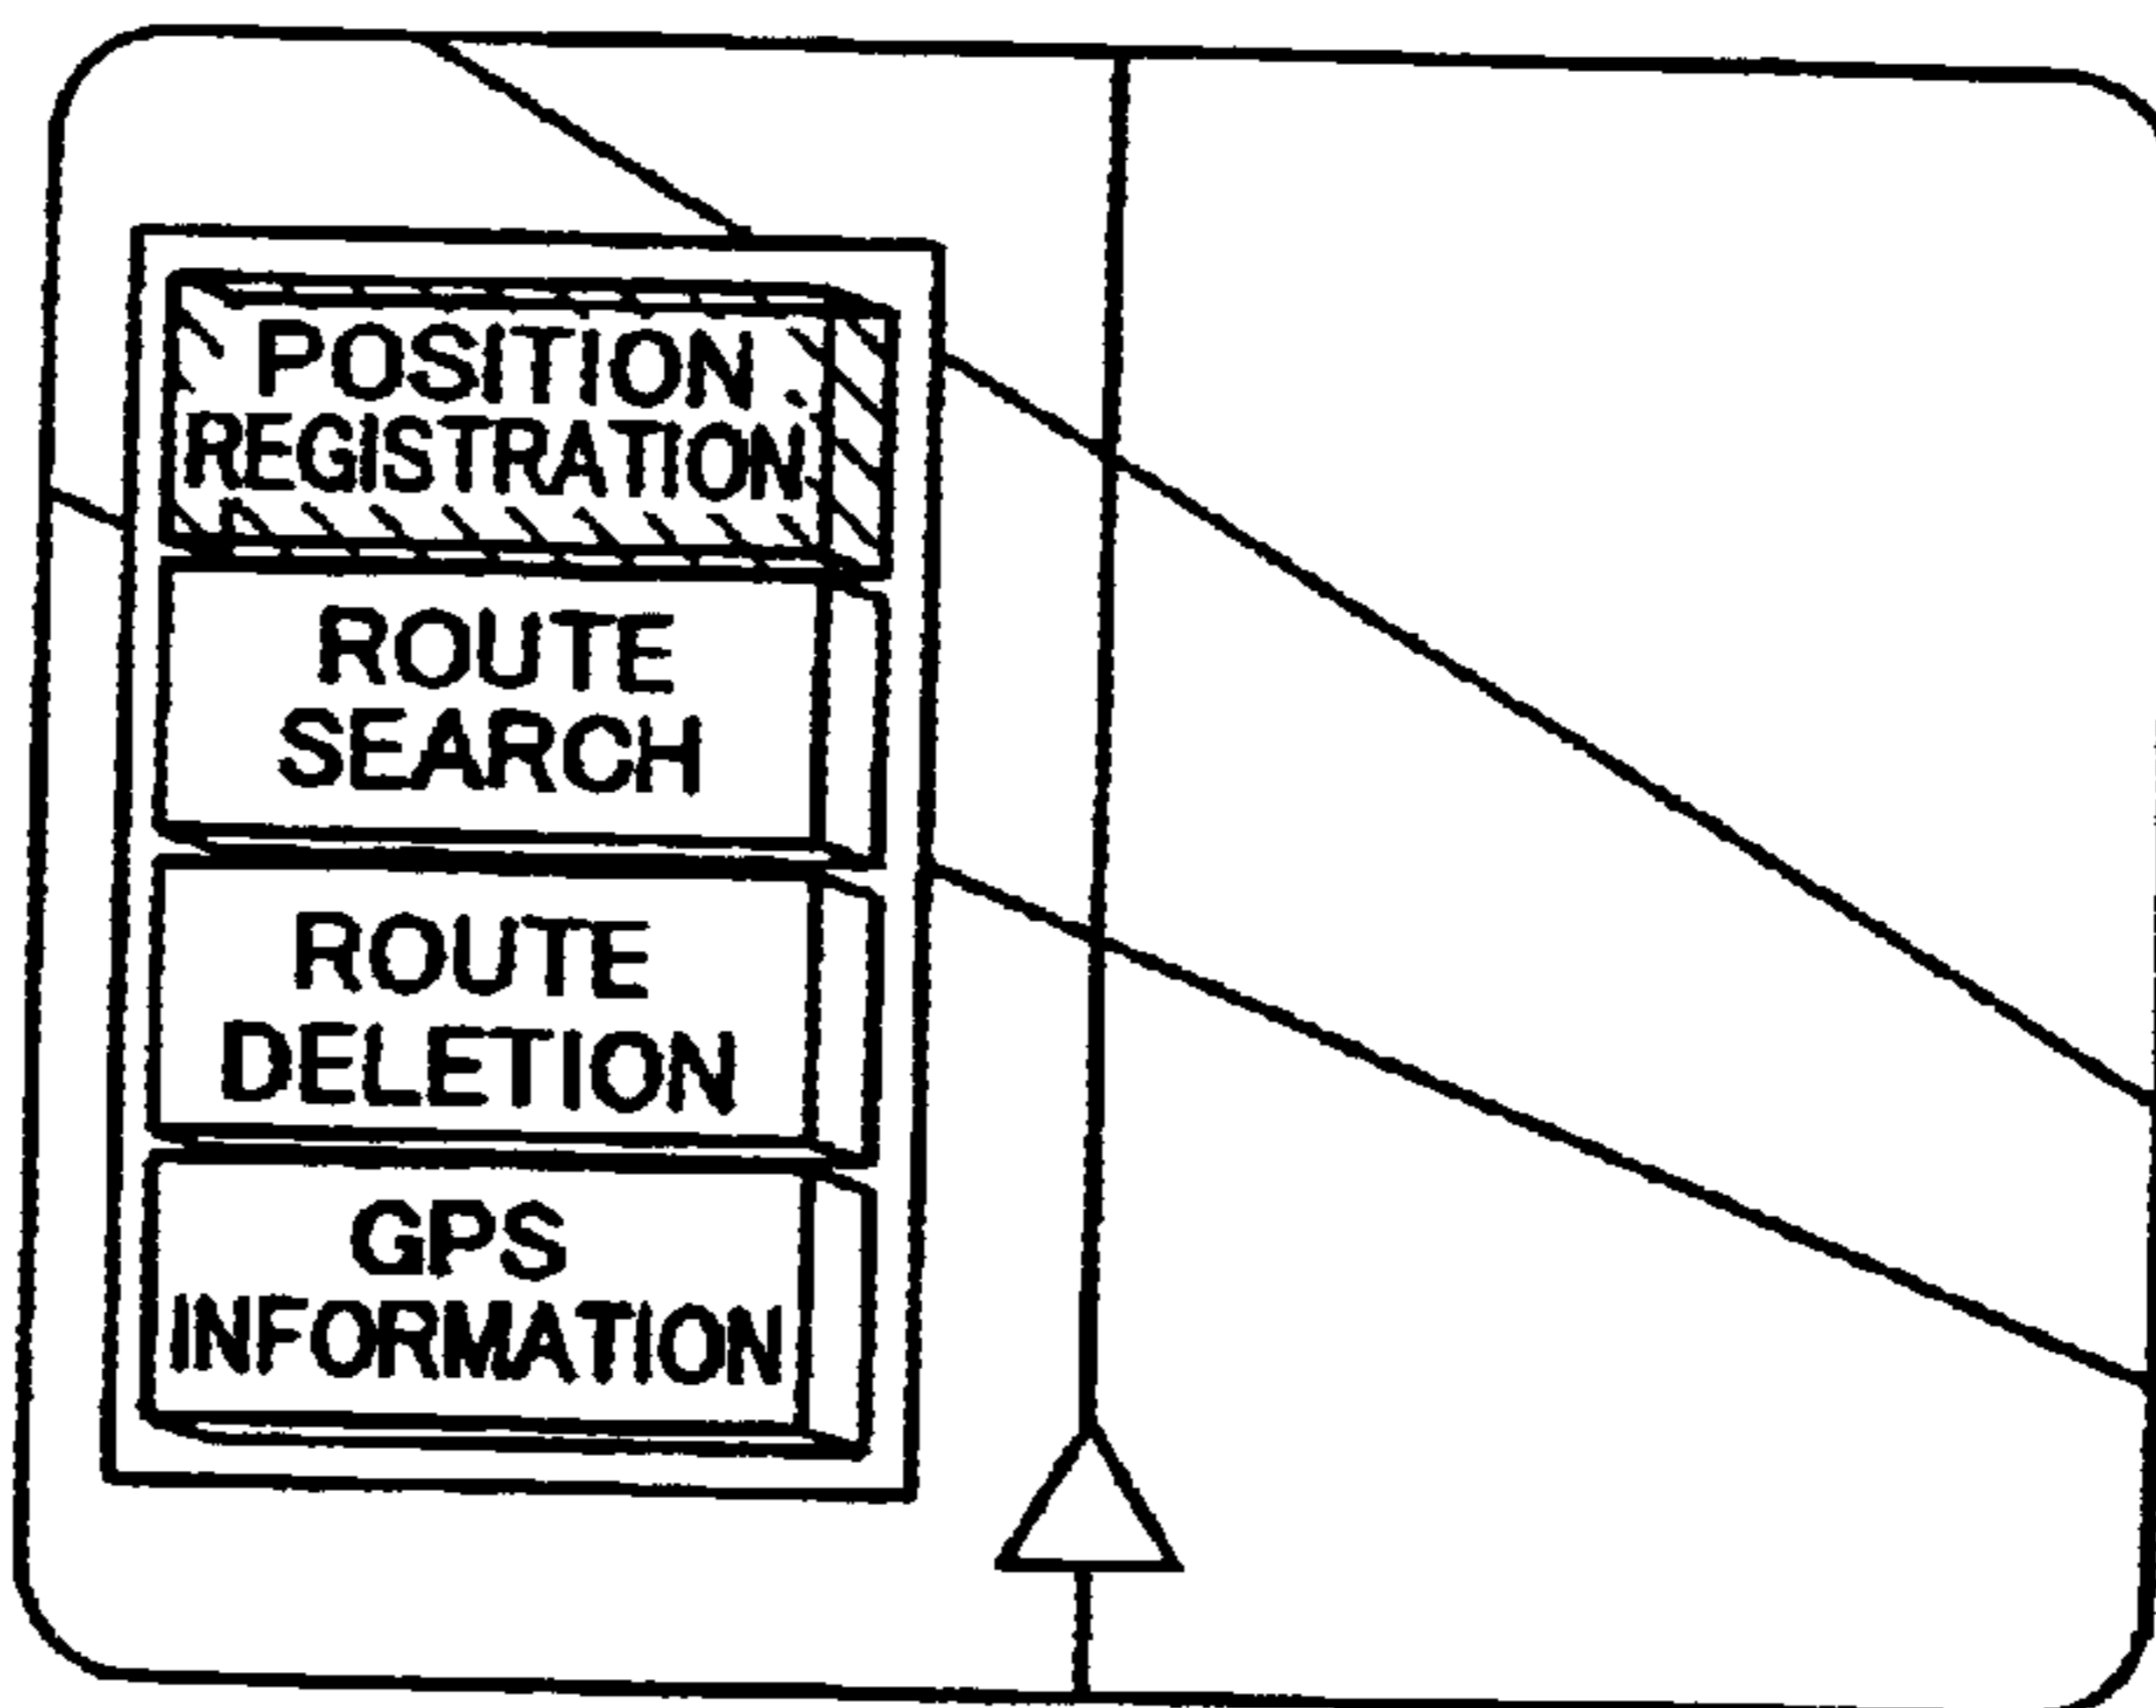 POSITION
REGISTRATION
ROUTE
SEARCH
ROUTE
DELETION
GPS
INFORMATION